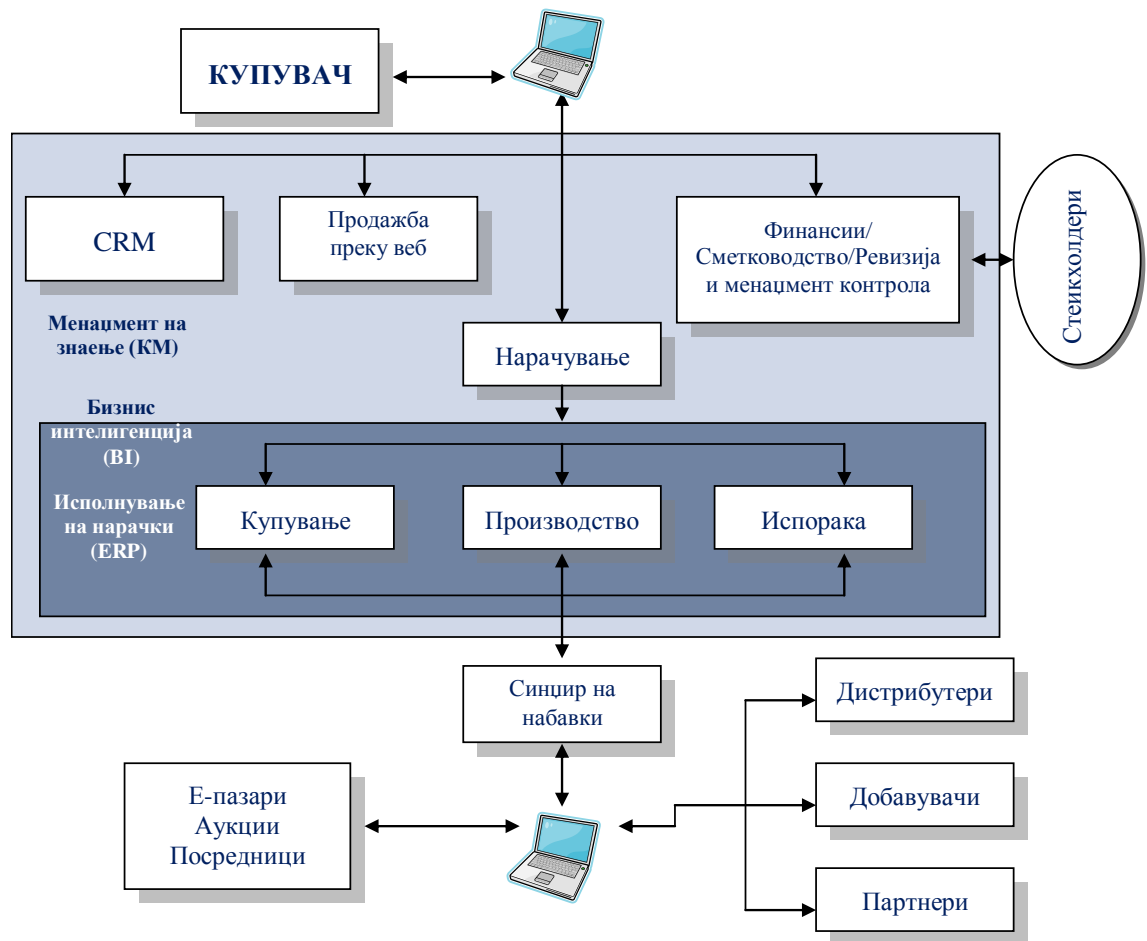 КУПУВАЧ
CRM
Продажба
преку веб
Финансии/
Сметководство/Ревизија
и менаџмент контрола
Стеикхолдери
Менаџмент на
знаење (КМ)
Нарачување
Бизнис
интелигенција
(BI)
Исполнување
на нарачки
(ERP)
Купување
Производство
Испорака
Синџир на
набавки
Дистрибутери
Е-пазари
Аукции
Посредници
Добавувачи
Партнери